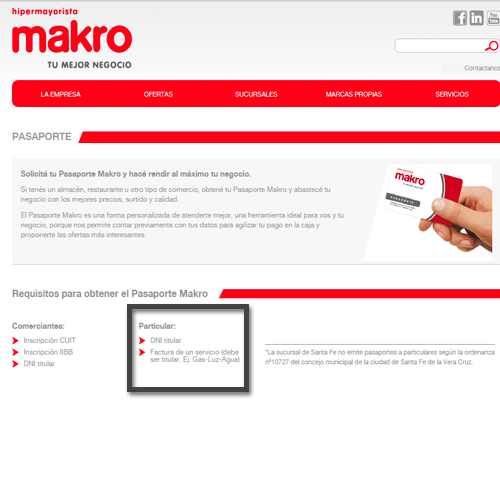 hipermayorista
makro
TU MEJOR NEGOCIO
Contactanos
LA EMPRESA
OFERTAS
SUCURSALES
MARCAS PROPIAS
SERVICIOS
PASAPORTE
Solicitá tu Pasaporte Makro y hacé rendir al máximo tu negocio.
Si tenés un almacén, restaurante u otro tipo de comercio, obtené tu Pasaporte Makro y abastecé tu
negocio con los mejores precios, surtido y calidad.
El Pasaporte Makro es una forma personalizada de atenderte mejor, una herramienta ideal para vos y tu
negocio, porque nos permite contar previamente con tus datos para agilizar tu pago en la caja y
proponerte las ofertas más interesantes.
makro
Requisitos para obtener el Pasaporte Makro
Comerciantes:
Inscripción CUIT
Inscripción IIBB
DNI titular
Particular:
DNI titular
Factura de un servicio (debe
ser titular. Ej. Gas-Luz-Agua)
*La sucursal de Santa Fe no emite pasaportes a particulares según la ordenanza
nº10727 del concejo municipal de la ciudad de Santa Fe de la Vera Cruz.